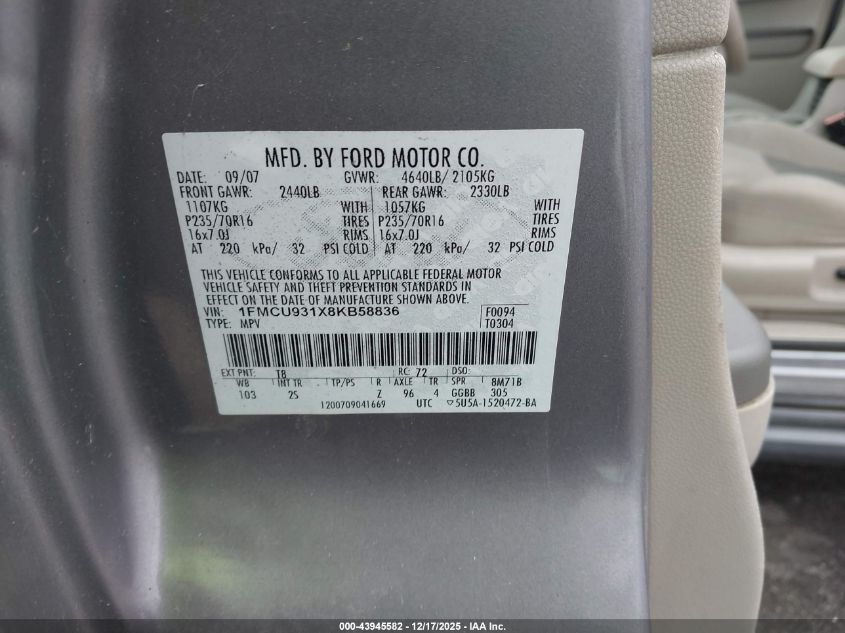 MFD. BY FORD MOTOR CO.
DATE: 09/07 GVWR: 4640LB/ 2105KG
FRONT GAWR: 2440LB REAR GAWR: 2330LB
1107KG WITH 1057KG WITH
P235/70R16 TIRES P235/70R16 TIRES
16x7.0J RIMS 16x7.0J RIMS
AT 220 kPa/ 32 PSI COLD AT 220 kPa/ 32 PSI COLD
THIS VEHICLE CONFORMS TO ALL APPLICABLE FEDERAL MOTOR
VEHICLE SAFETY AND THEFT PREVENTION STANDARDS IN
EFFECT ON THE DATE OF MANUFACTURE SHOWN ABOVE.
VIN: 1FMCU931X8KB58836 F0094
TYPE: MPV T0304
EXT PNT: T8 RC: 72 DSO:
WB INT TR TP/PS R AXLE TR SPR 8M71B
103 2S Z 96 4 GGBB 305
1200709041669 UTC ▽5U5A-1520472-BA
000-43945582 - 12/17/2025 - IAA Inc.